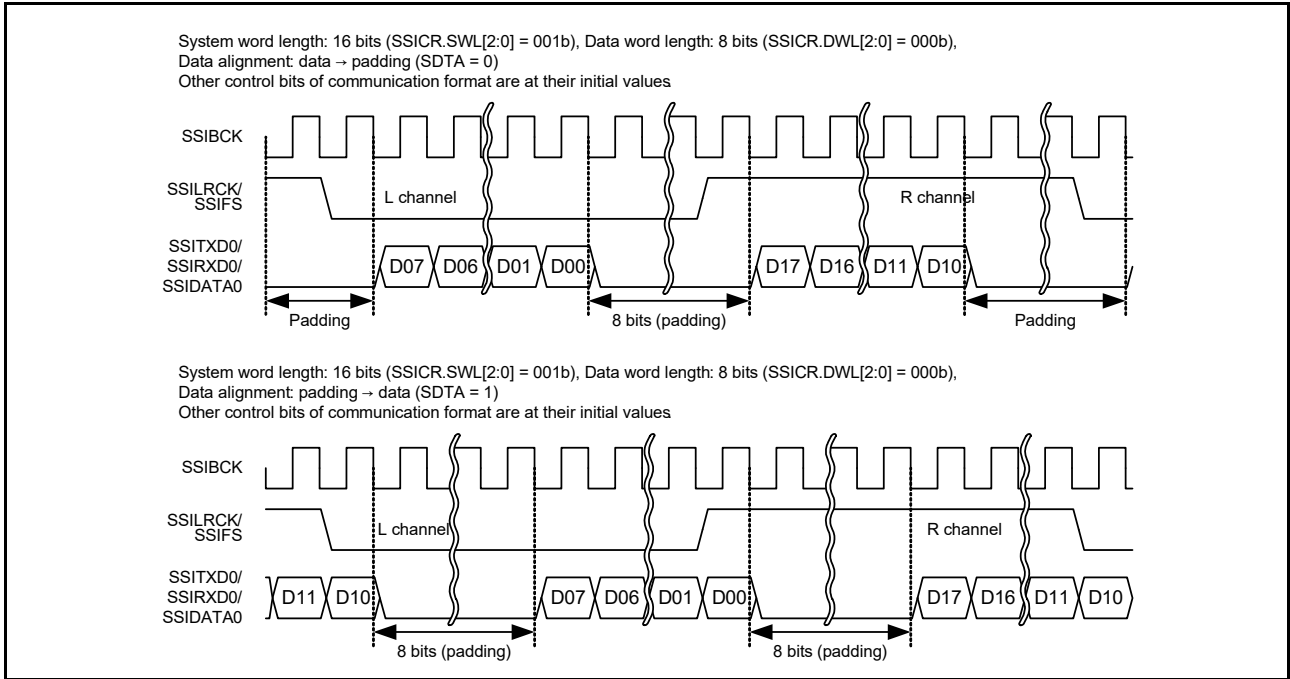 System word length: 16 bits (SSICR.SWL[2:0] = 001b), Data word length: 8 bits (SSICR.DWL[2:0] = 000b),
Data alignment: data → padding (SDTA = 0)
Other control bits of communication format are at their initial values.
SSIBCK
SSILRCK/
SSIFS
L channel
R channel
SSITXD0/
SSIRXD0/
SSIDATA0
D07 D06 D01 D00 D17 D16 D11 D10
Padding
8 bits (padding)
Padding
System word length: 16 bits (SSICR.SWL[2:0] = 001b), Data word length: 8 bits (SSICR.DWL[2:0] = 000b),
Data alignment: padding → data (SDTA = 1)
Other control bits of communication format are at their initial values.
SSIBCK
SSILRCK/
SSIFS
L channel
R channel
SSITXD0/
SSIRXD0/
SSIDATA0
D11 D10 D07 D06 D01 D00 D17 D16 D11 D10
8 bits (padding)
8 bits (padding)